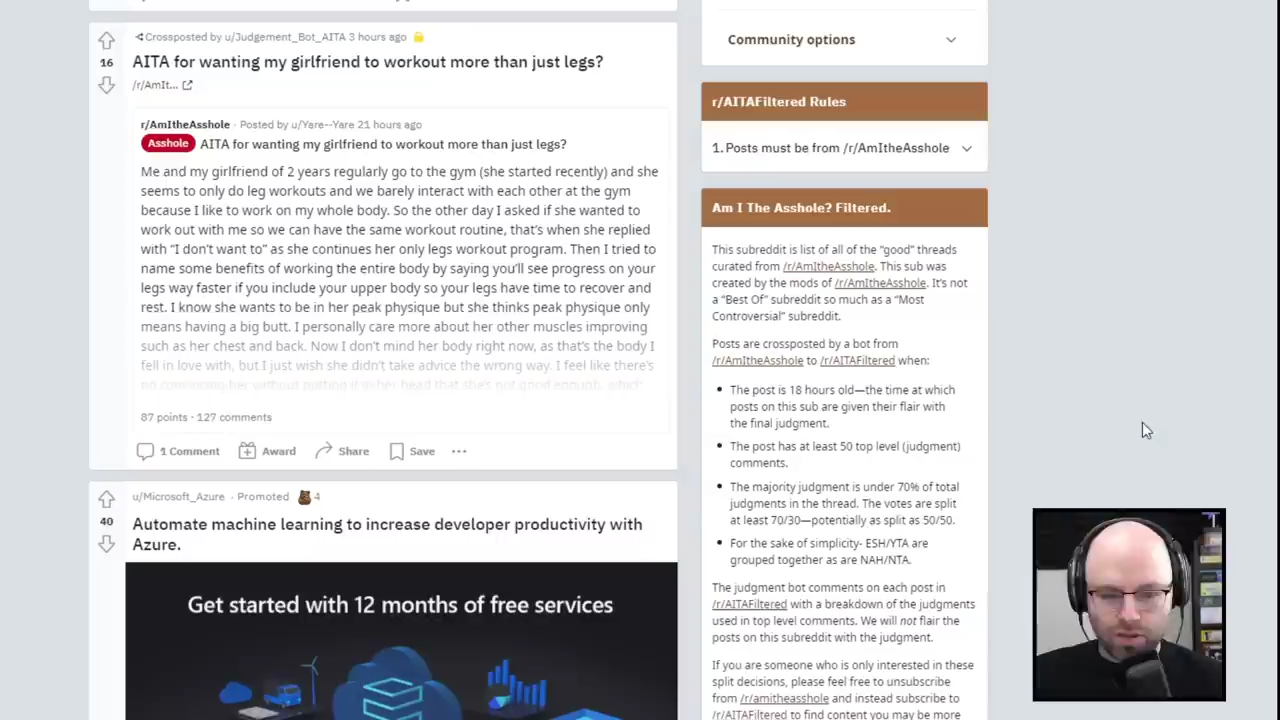 Crossposted by u/Judgement_Bot_AITA 3 hours ago
16
AITA for wanting my girlfriend to workout more than just legs?
/r/AmIt...
r/AmItheAsshole · Posted by u/Yare--Yare 21 hours ago
Asshole AITA for wanting my girlfriend to workout more than just legs?
Me and my girlfriend of 2 years regularly go to the gym (she started recently) and she
seems to only do leg workouts and we barely interact with each other at the gym
because I like to work on my whole body. So the other day I asked if she wanted to
work out with me so we can have the same workout routine, that's when she replied
with “I don't want to” as she continues her only legs workout program. Then I tried to
name some benefits of working the entire body by saying you'll see progress on your
legs way faster if you include your upper body so your legs have time to recover and
rest. I know she wants to be in her peak physique but she thinks peak physique only
means having a big butt. I personally care more about her other muscles improving
such as her chest and back. Now I don't mind her body right now, as that's the body I
fell in love with, but I just wish she didn't take advice the wrong way. I feel like there's
no convincing her without putting it in her head that she's not good enough, which
87 points · 127 comments
1 Comment Award Share Save ...
u/Microsoft_Azure · Promoted 4
40
Automate machine learning to increase developer productivity with
Azure.
Get started with 12 months of free services
Community options
r/AITAFiltered Rules
1. Posts must be from /r/AmItheAsshole
Am I The Asshole? Filtered.
This subreddit is list of all of the “good” threads
curated from /r/AmItheAsshole. This sub was
created by the mods of /r/AmItheAsshole. It's not
a “Best Of” subreddit so much as a “Most
Controversial” subreddit.
Posts are crossposted by a bot from
/r/AmItheAsshole to /r/AITAFiltered when:
• The post is 18 hours old—the time at which
posts on this sub are given their flair with
the final judgment.
• The post has at least 50 top level (judgment)
comments.
• The majority judgment is under 70% of total
judgments in the thread. The votes are split
at least 70/30—potentially as split as 50/50.
• For the sake of simplicity- ESH/YTA are
grouped together as are NAH/NTA.
The judgment bot comments on each post in
/r/AITAFiltered with a breakdown of the judgments
used in top level comments. We will not flair the
posts on this subreddit with the judgment.
If you are someone who is only interested in these
split decisions, please feel free to unsubscribe
from /r/amitheasshole and instead subscribe to
/r/AITAFiltered to find content you may be more